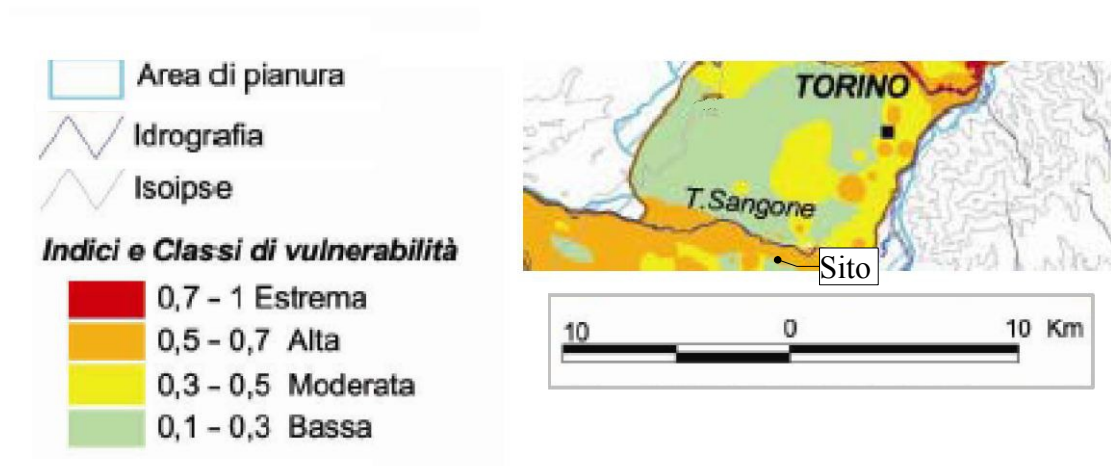 Area di pianura
Idrografia
Isoipse
Indici e Classi di vulnerabilità
0,7 – 1 Estrema
0,5 – 0,7 Alta
0,3 – 0,5 Moderata
0,1 – 0,3 Bassa
TORINO
T.Sangone
Sito
10 0 10 Km